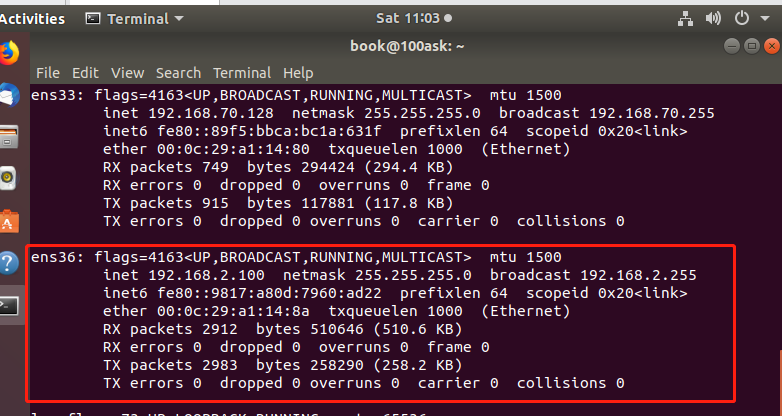 Activities Terminal Sat 11:03
book@100ask: ~
File Edit View Search Terminal Help
ens33: flags=4163<UP,BROADCAST,RUNNING,MULTICAST>  mtu 1500
        inet 192.168.70.128  netmask 255.255.255.0  broadcast 192.168.70.255
        inet6 fe80::89f5:bbca:bc1a:631f  prefixlen 64  scopeid 0x20<link>
        ether 00:0c:29:a1:14:80  txqueuelen 1000  (Ethernet)
        RX packets 749  bytes 294424 (294.4 KB)
        RX errors 0  dropped 0  overruns 0  frame 0
        TX packets 915  bytes 117881 (117.8 KB)
        TX errors 0  dropped 0 overruns 0  carrier 0  collisions 0
ens36: flags=4163<UP,BROADCAST,RUNNING,MULTICAST>  mtu 1500
        inet 192.168.2.100  netmask 255.255.255.0  broadcast 192.168.2.255
        inet6 fe80::9817:a80d:7960:ad22  prefixlen 64  scopeid 0x20<link>
        ether 00:0c:29:a1:14:8a  txqueuelen 1000  (Ethernet)
        RX packets 2912  bytes 510646 (510.6 KB)
        RX errors 0  dropped 0  overruns 0  frame 0
        TX packets 2983  bytes 258290 (258.2 KB)
        TX errors 0  dropped 0 overruns 0  carrier 0  collisions 0